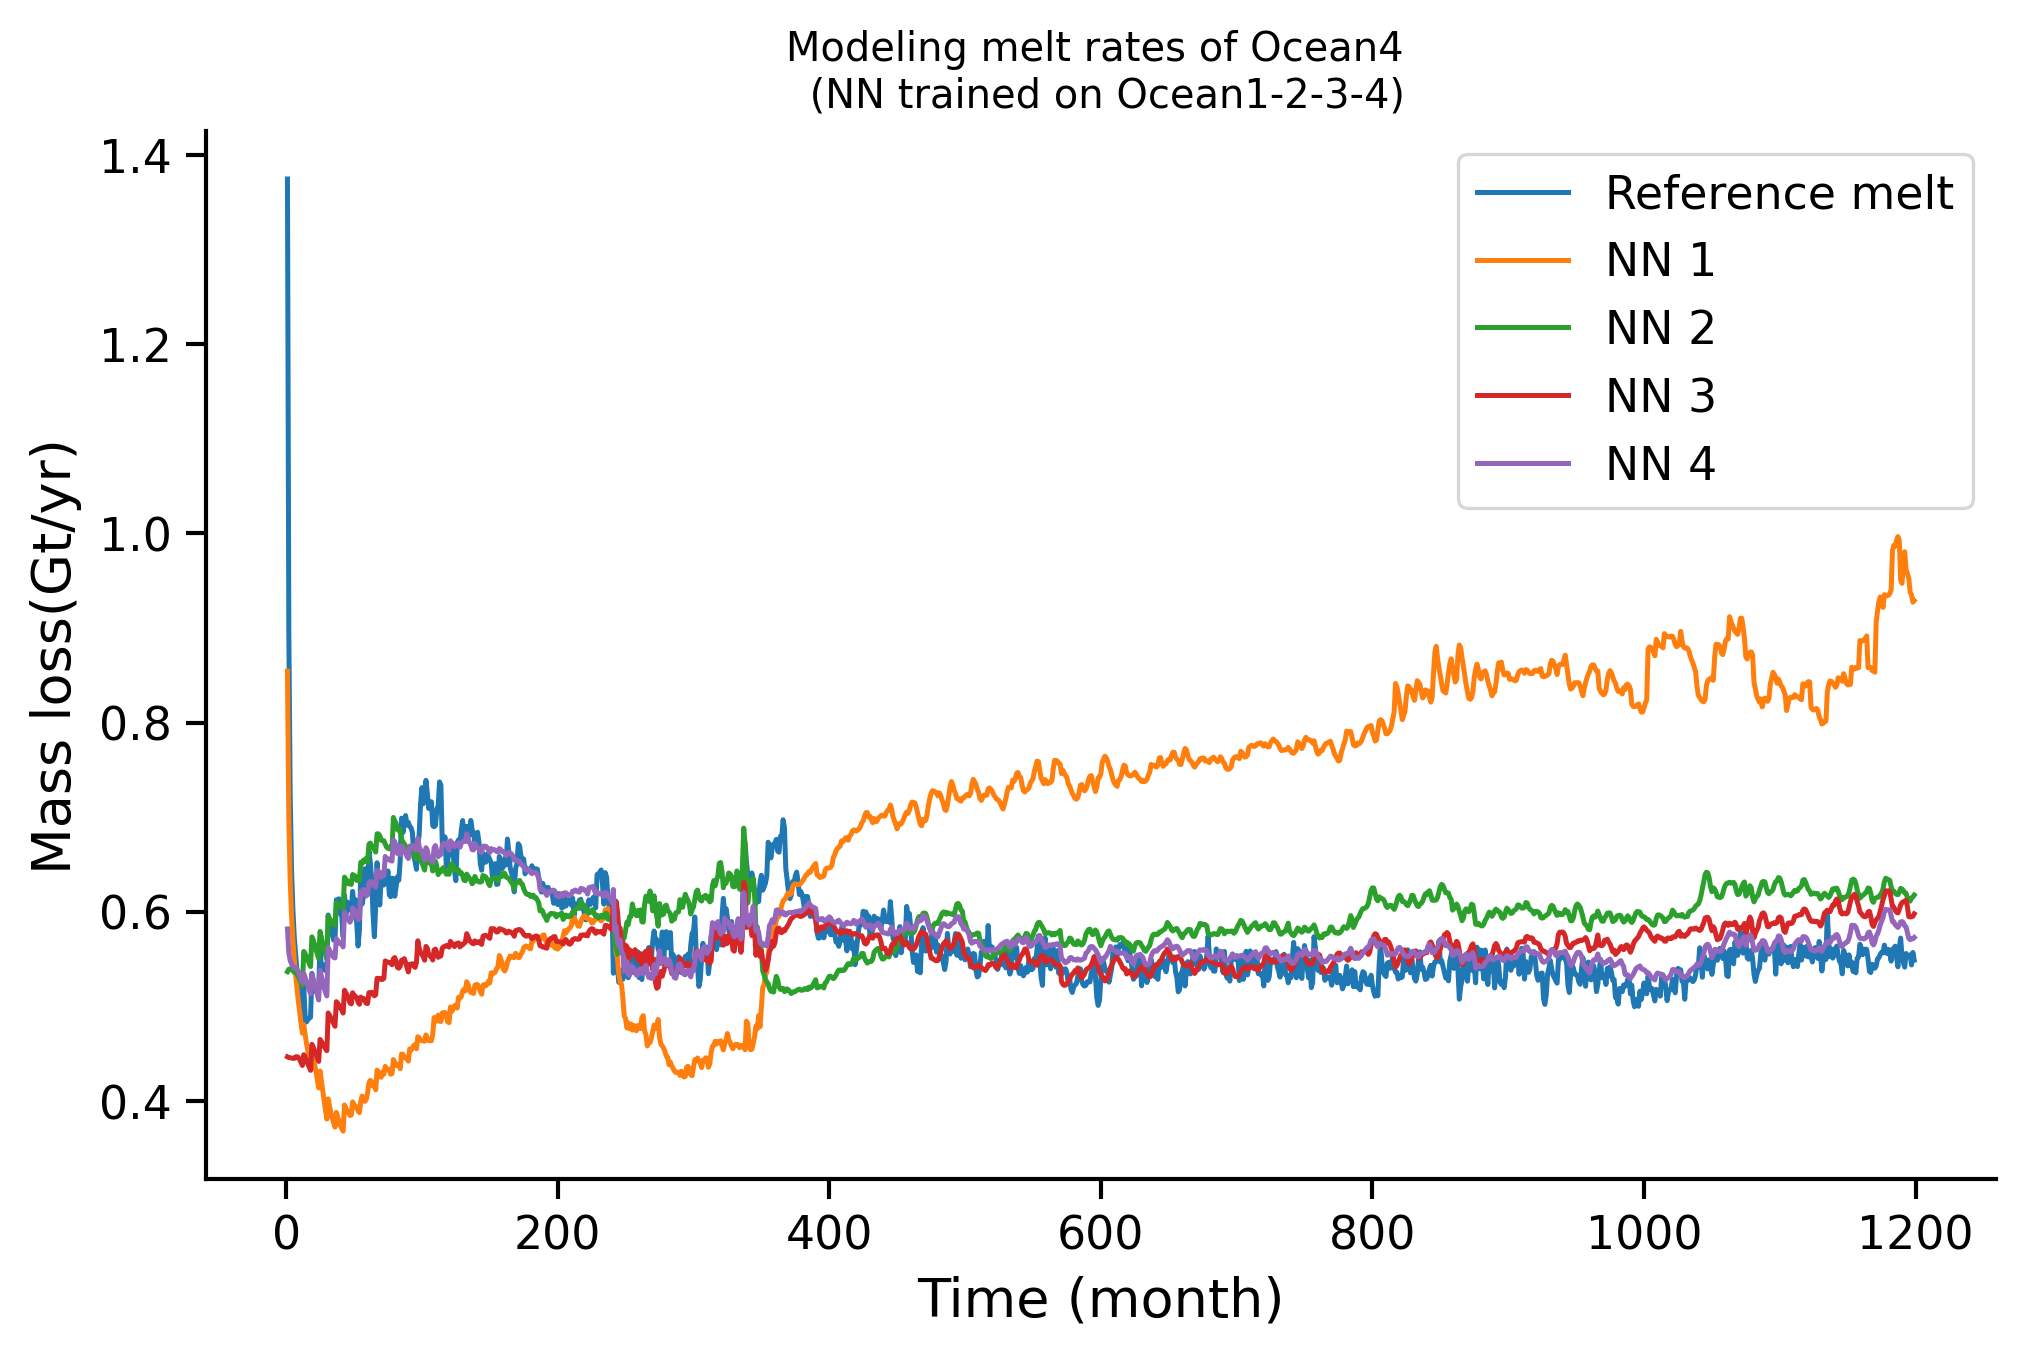 Modeling melt rates of Ocean4
(NN trained on Ocean1-2-3-4)
Mass loss(Gt/yr)
1.4
1.2
1.0
0.8
0.6
0.4
Reference melt
NN 1
NN 2
NN 3
NN 4
0 200 400 600 800 1000 1200
Time (month)